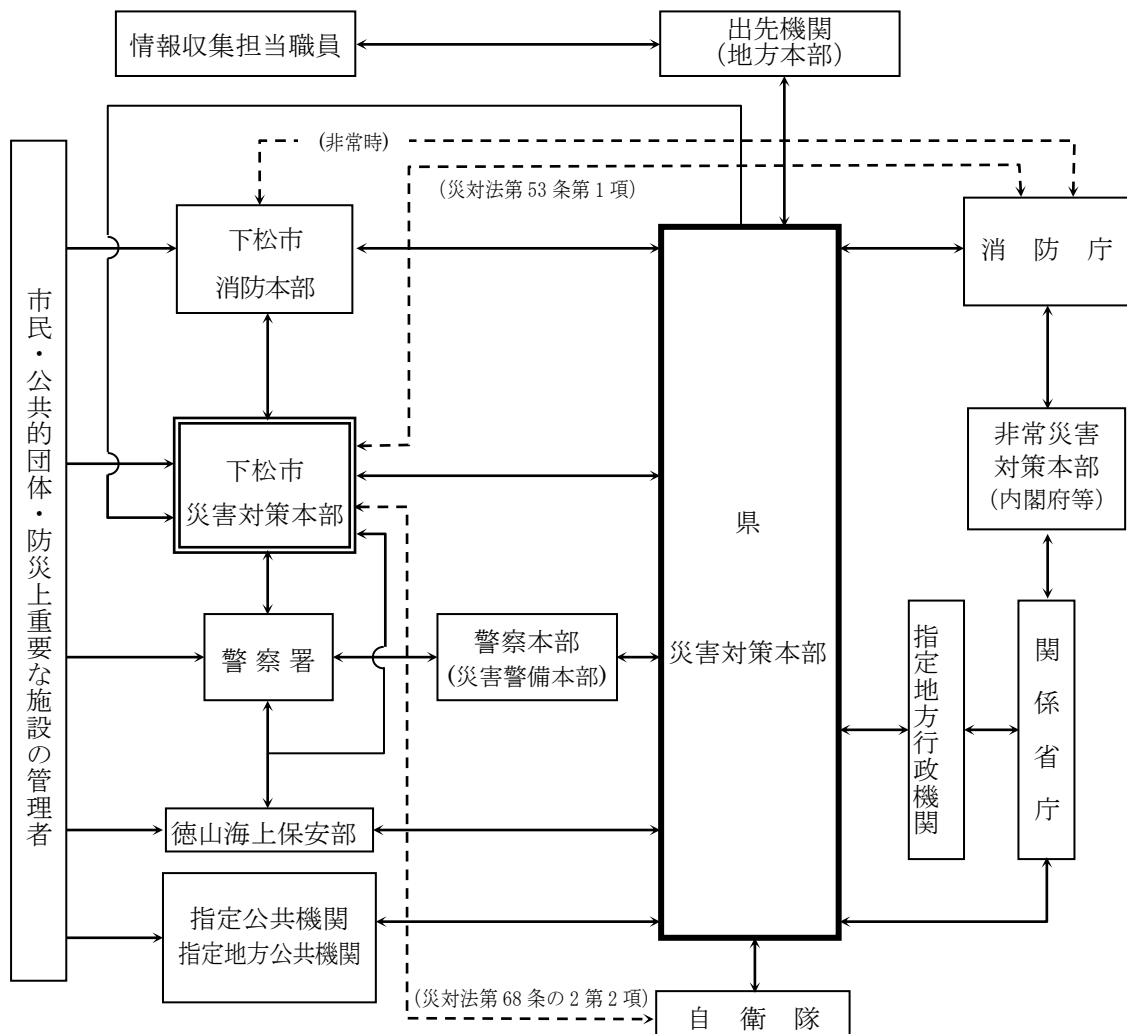 情報収集担当職員
出先機関
(地方本部)
(非常時)
(災対法第53条第1項)
下松市
消防本部
消防庁
市民・公共的団体・防災上重要な施設の管理者
下松市
災害対策本部
県
災害対策本部
非常災害
対策本部
(内閣府等)
警察署
警察本部
(災害警備本部)
指定地方行政機関
関係省庁
徳山海上保安部
指定公共機関
指定地方公共機関
(災対法第68条の2第2項)
自衛隊